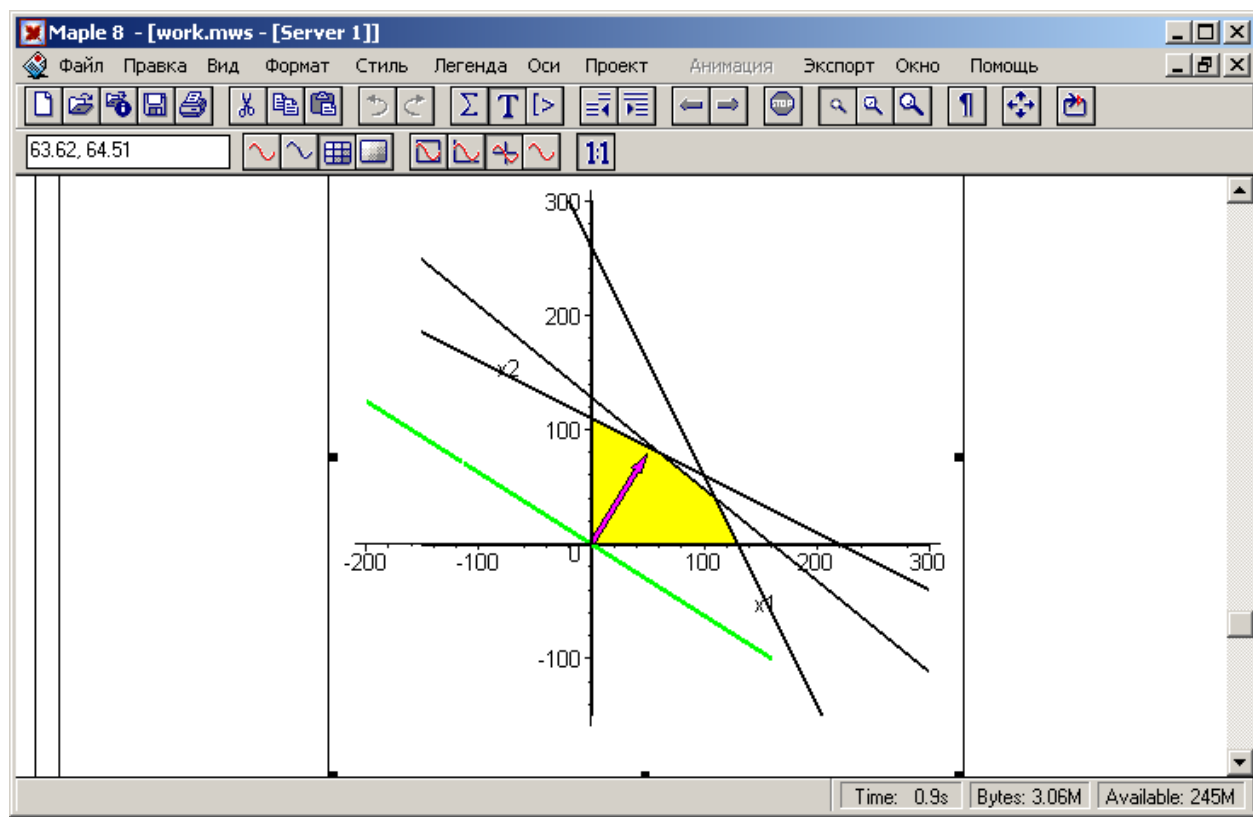 Maple 8 - [work.mws - [Server 1]]
Файл Правка Вид Формат Стиль Легенда Оси Проект Анимация Экспорт Окно Помощь
Σ T [> STOP ¶
63.62, 64.51 1:1
300
200
x2
100
-200 -100 0 100 200 300
x1
-100
Time: 0.9s Bytes: 3.06M Available: 245M